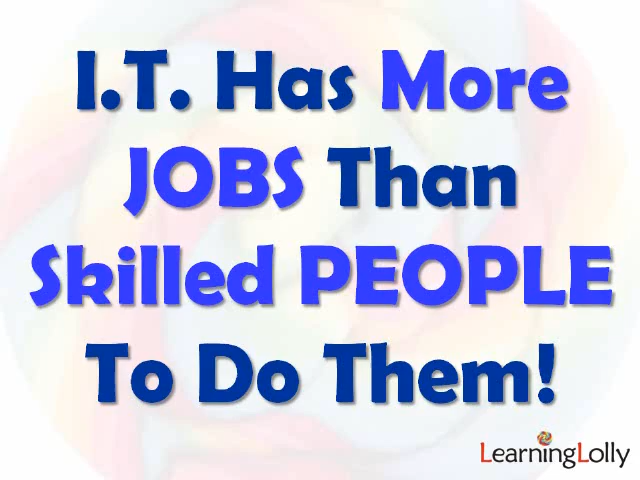 I.T. Has More
JOBS Than
Skilled PEOPLE
To Do Them!
LearningLolly